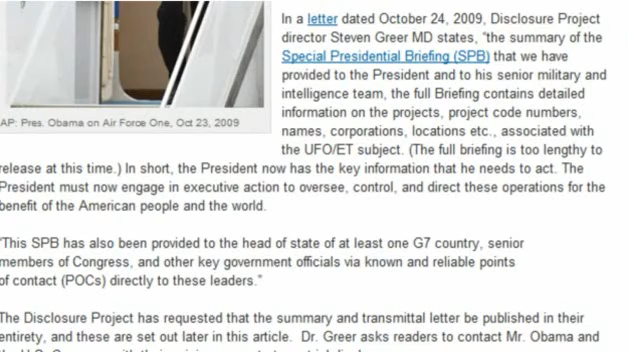 In a letter dated October 24, 2009, Disclosure Project
director Steven Greer MD states, "the summary of the
Special Presidential Briefing (SPB) that we have
provided to the President and to his senior military and
intelligence team, the full Briefing contains detailed
information on the projects, project code numbers,
names, corporations, locations etc., associated with
the UFO/ET subject. (The full briefing is too lengthy to
AP: Pres. Obama on Air Force One, Oct 23, 2009
release at this time.) In short, the President now has the key information that he needs to act. The
President must now engage in executive action to oversee, control, and direct these operations for the
benefit of the American people and the world.
"This SPB has also been provided to the head of state of at least one G7 country, senior
members of Congress, and other key government officials via known and reliable points
of contact (POCs) directly to these leaders."
The Disclosure Project has requested that the summary and transmittal letter be published in their
entirety, and these are set out later in this article. Dr. Greer asks readers to contact Mr. Obama and